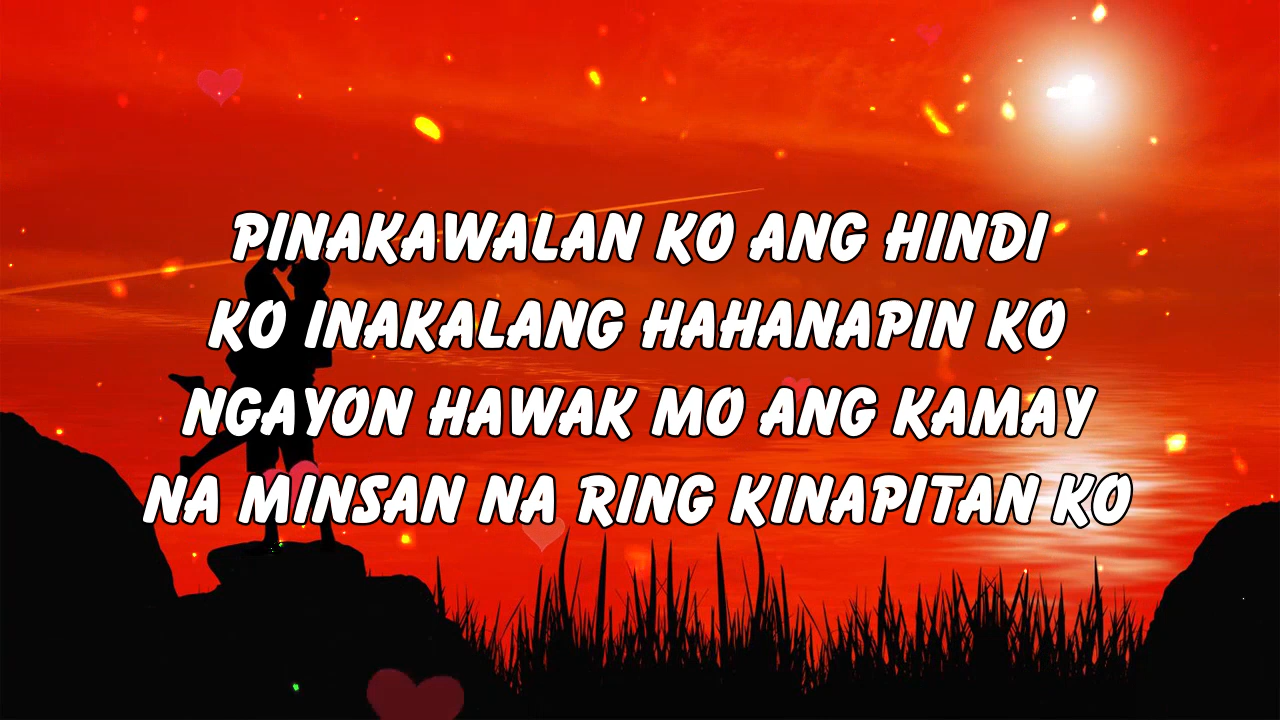 PINAKAWALAN KO ANG HINDI
KO INAKALANG HAHANAPIN KO
NGAYON HAWAK MO ANG KAMAY
NA MINSAN NA RING KINAPITAN KO